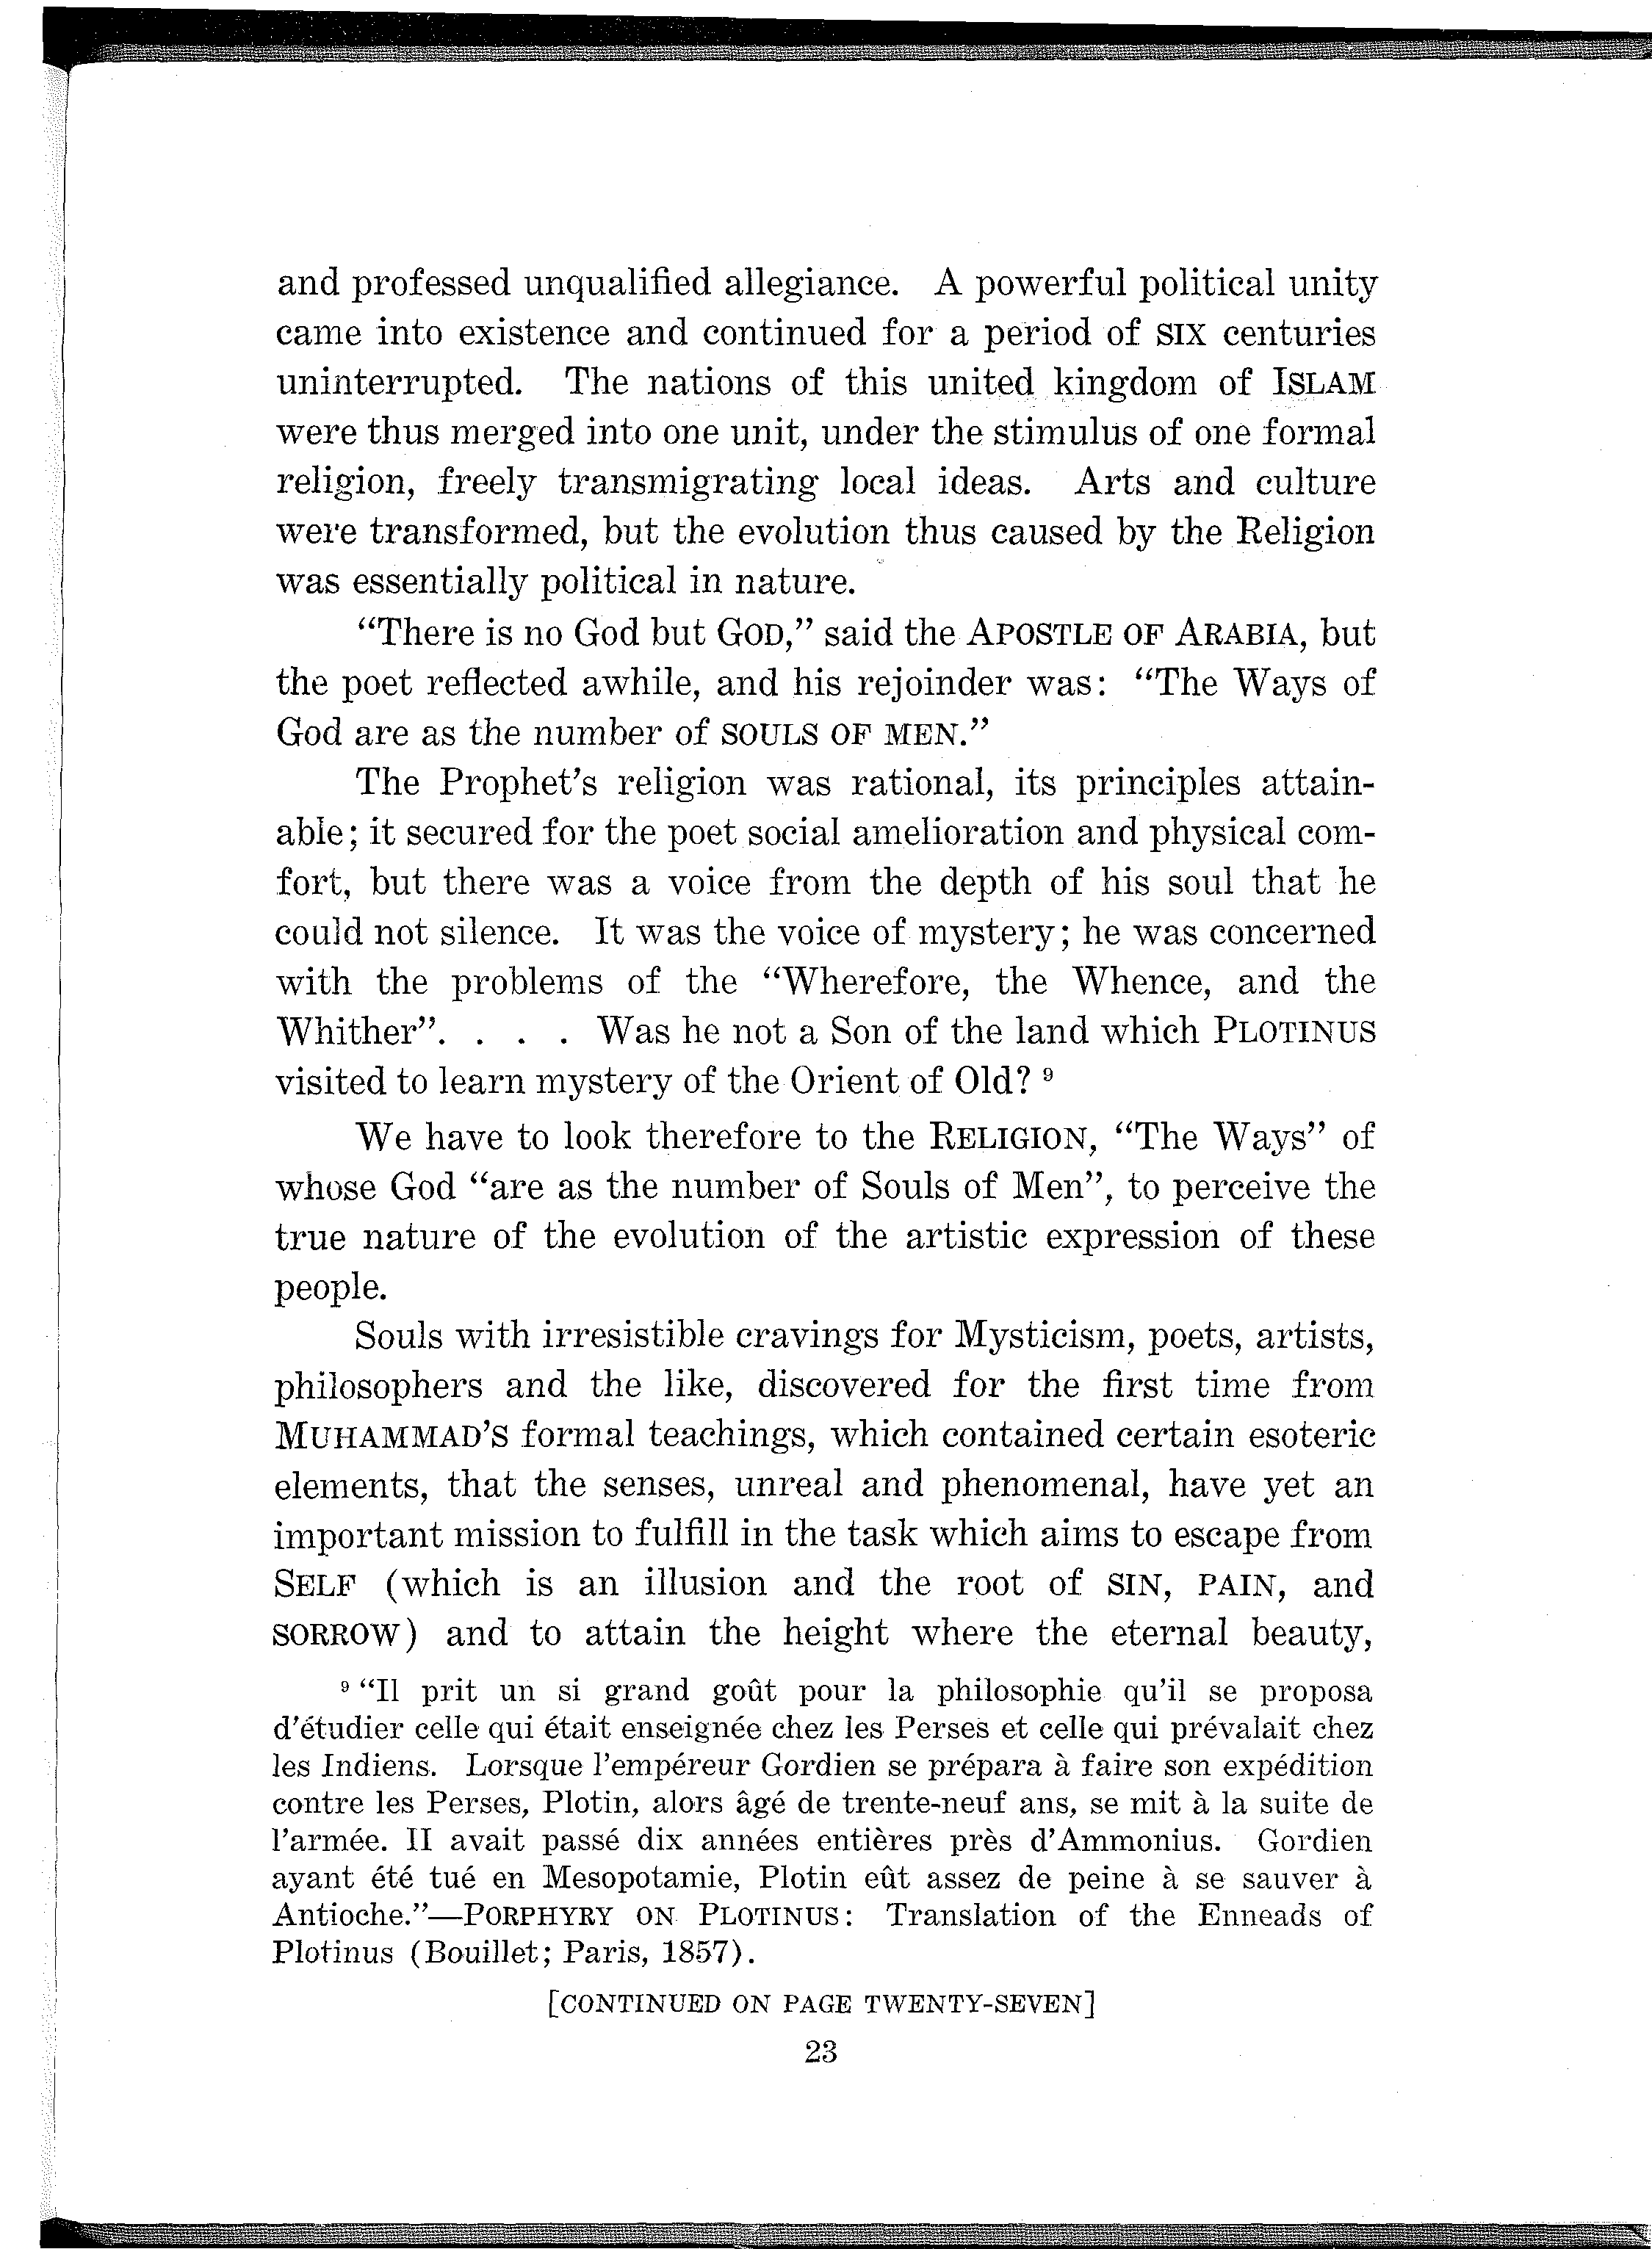 and professed unqualified allegiance. A powerful political unity
came into existence and continued for a period of SIX centuries
uninterrupted. The nations of this united kingdom of ISLAM
were thus merged into one unit, under the stimulus of one formal
religion, freely transmigrating local ideas. Arts and culture
were transformed, but the evolution thus caused by the Religion
was essentially political in nature.
“There is no God but GOD,” said the APOSTLE OF ARABIA, but
the poet reflected awhile, and his rejoinder was: “The Ways of
God are as the number of SOULS OF MEN.”
The Prophet’s religion was rational, its principles attain-
able; it secured for the poet social amelioration and physical com-
fort, but there was a voice from the depth of his soul that he
could not silence. It was the voice of mystery; he was concerned
with the problems of the “Wherefore, the Whence, and the
Whither”. . . . Was he not a Son of the land which PLOTINUS
visited to learn mystery of the Orient of Old? ⁹
We have to look therefore to the RELIGION, “The Ways” of
whose God “are as the number of Souls of Men”, to perceive the
true nature of the evolution of the artistic expression of these
people.
Souls with irresistible cravings for Mysticism, poets, artists,
philosophers and the like, discovered for the first time from
MUHAMMAD’S formal teachings, which contained certain esoteric
elements, that the senses, unreal and phenomenal, have yet an
important mission to fulfill in the task which aims to escape from
SELF (which is an illusion and the root of SIN, PAIN, and
SORROW) and to attain the height where the eternal beauty,
⁹ “Il prit un si grand goût pour la philosophie qu’il se proposa
d’étudier celle qui était enseignée chez les Perses et celle qui prévalait chez
les Indiens. Lorsque l’empéreur Gordien se prépara à faire son expédition
contre les Perses, Plotin, alors âgé de trente-neuf ans, se mit à la suite de
l’armée. II avait passé dix années entières près d’Ammonius. Gordien
ayant été tué en Mesopotamie, Plotin eût assez de peine à se sauver à
Antioche.”—PORPHYRY ON PLOTINUS: Translation of the Enneads of
Plotinus (Bouillet; Paris, 1857).
[CONTINUED ON PAGE TWENTY-SEVEN]
23